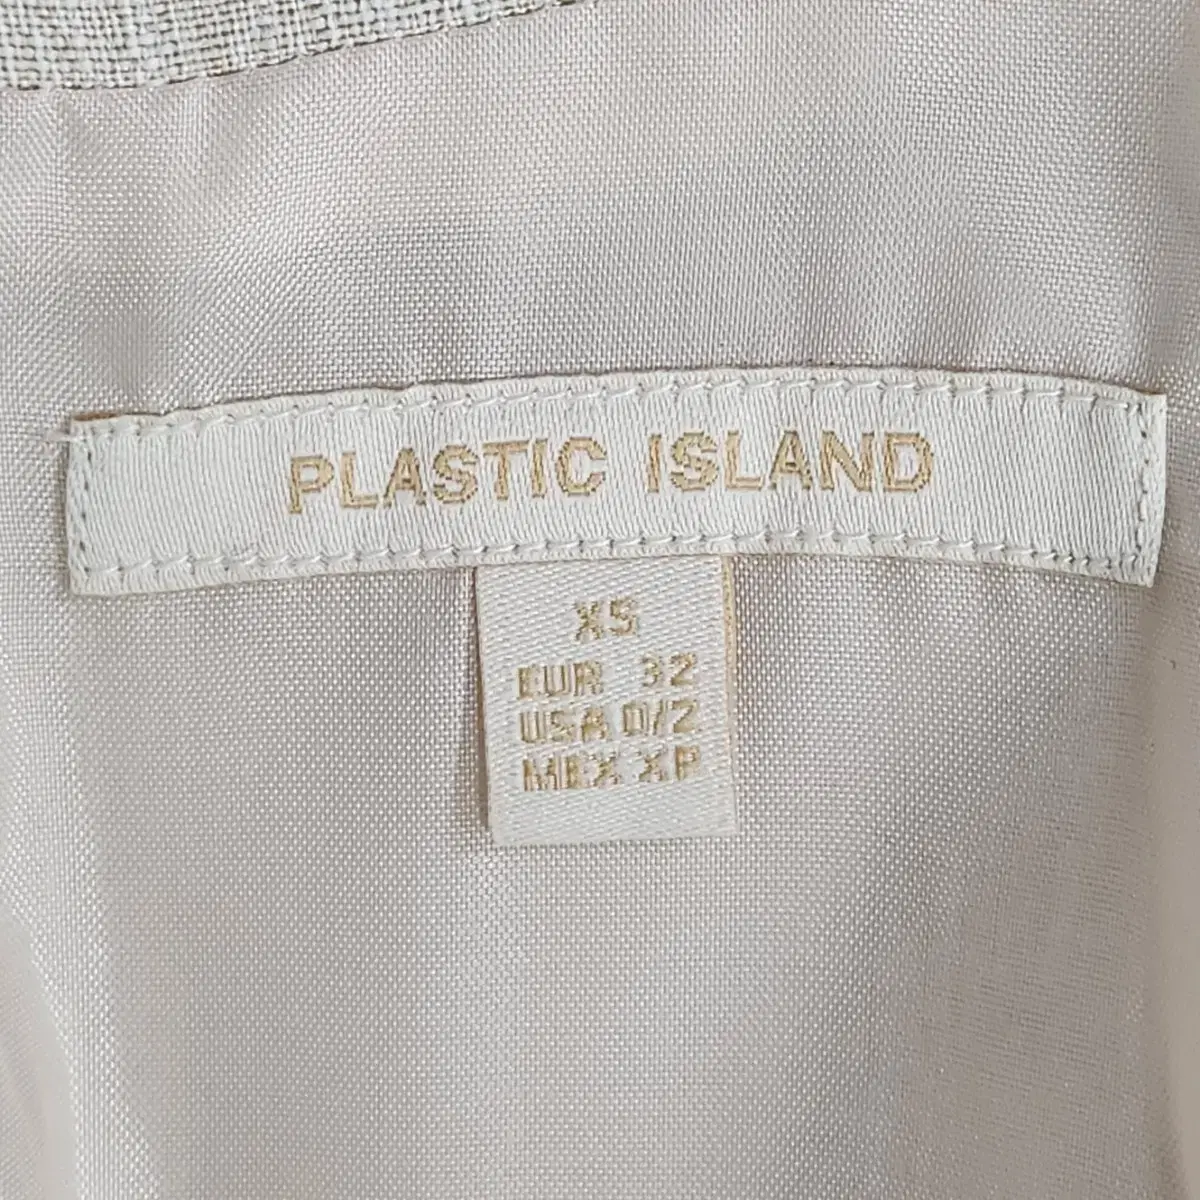 PLASTIC ISLAND
XS
EUR 32
USA 0/2
MEX XP